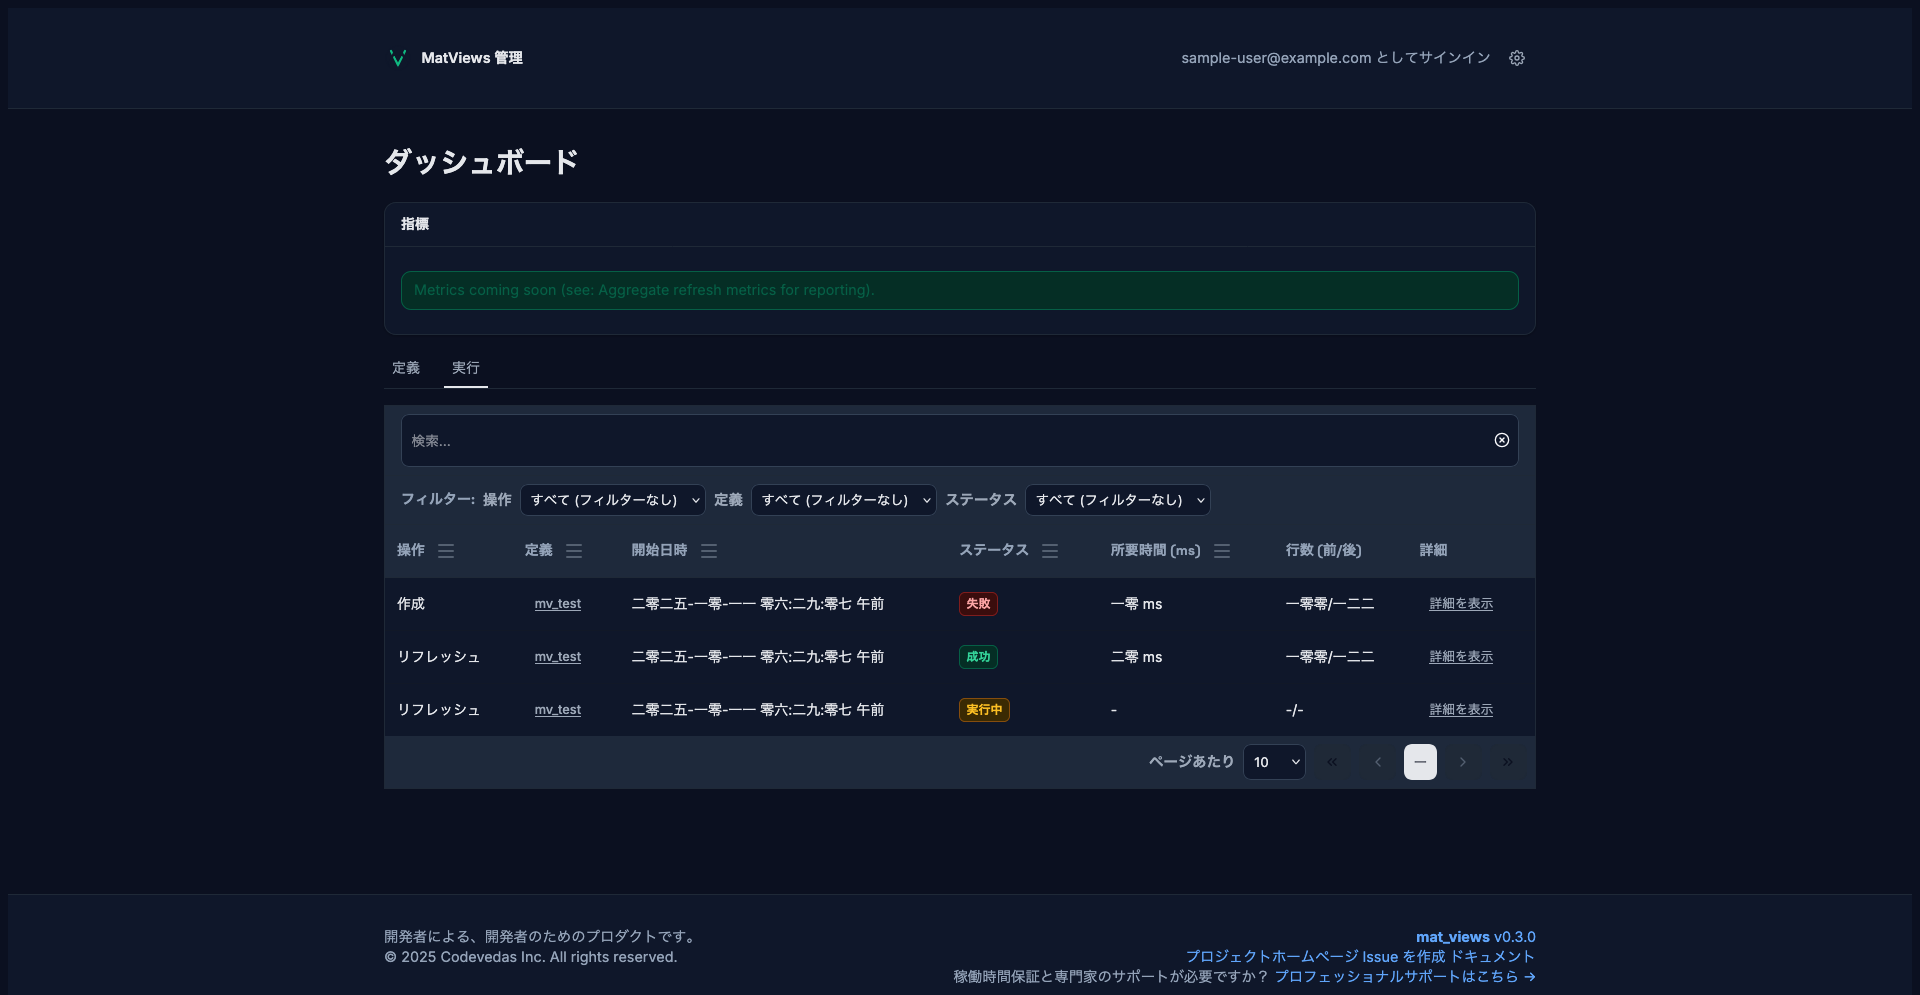 MatViews 管理
sample-user@example.com としてサインイン
ダッシュボード
指標
Metrics coming soon (see: Aggregate refresh metrics for reporting).
定義 実行
検索...
フィルター: 操作 すべて (フィルターなし) 定義 すべて (フィルターなし) ステータス すべて (フィルターなし)
操作 定義 開始日時 ステータス 所要時間 (ms) 行数 (前/後) 詳細
作成 mv_test 二零二五-一零-一一 零六:二九:零七 午前 失敗 一零 ms 一零零/一二二 詳細を表示
リフレッシュ mv_test 二零二五-一零-一一 零六:二九:零七 午前 成功 二零 ms 一零零/一二二 詳細を表示
リフレッシュ mv_test 二零二五-一零-一一 零六:二九:零七 午前 実行中 - -/- 詳細を表示
ページあたり 10 « ‹ 一 › »
開発者による、開発者のためのプロダクトです。
© 2025 Codevedas Inc. All rights reserved.
mat_views v0.3.0
プロジェクトホームページ Issue を作成 ドキュメント
稼働時間保証と専門家のサポートが必要ですか？ プロフェッショナルサポートはこちら →